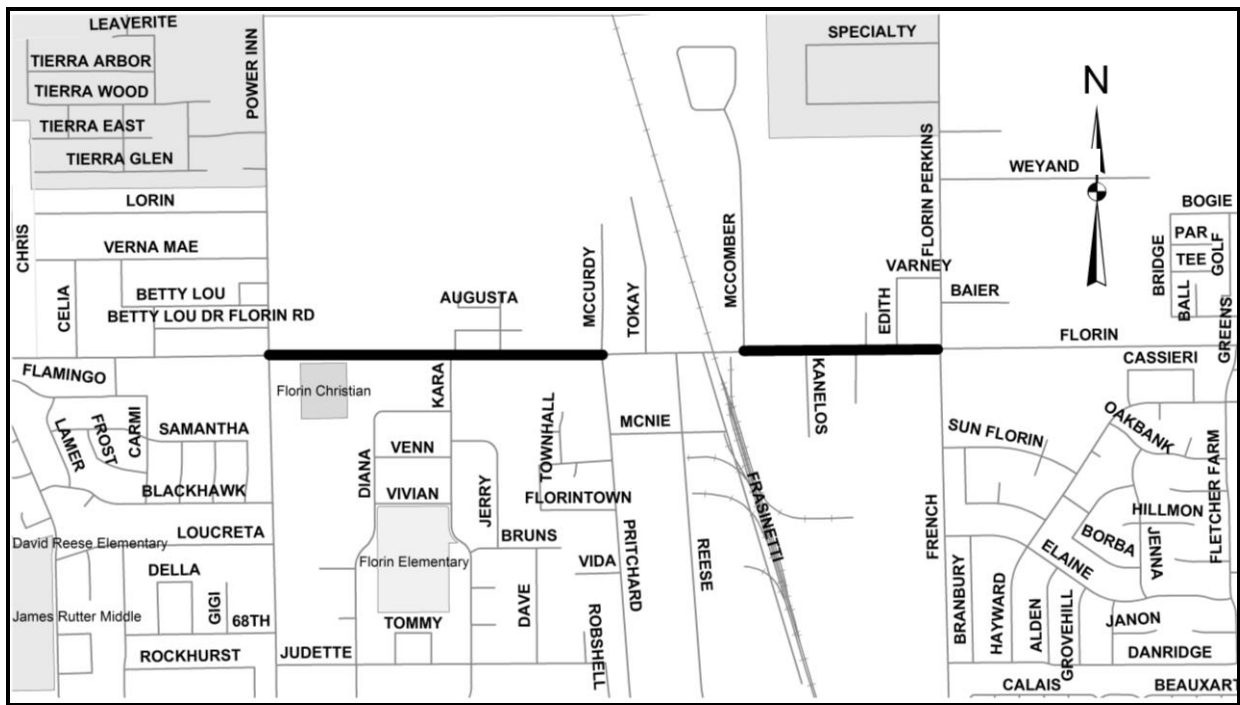 LEAVERITE
TIERRA ARBOR
TIERRA WOOD
TIERRA EAST
TIERRA GLEN
POWER INN
SPECIALTY
N
WEYAND
FLORIN PERKINS
LORIN
BOGIE
CHRIS
VERNA MAE
PAR
GOLF
TEE
BRIDGE
BALL
MCCURDY
TOKAY
MCCOMBER
VARNEY
BAIER
EDITH
CELIA
BETTY LOU
AUGUSTA
BETTY LOU DR FLORIN RD
FLORIN
GREENS
CASSIERI
FLAMINGO
Florin Christian
KARA
KANELOS
LAMER
FROST
CARMI
SAMANTHA
TOWNHALL
MCNIE
SUN FLORIN
OAKBANK
FLETCHER FARM
VENN
DIANA
VIVIAN
JERRY
BLACKHAWK
FLORINTOWN
FRASINETTI
FRENCH
HILLMON
BORBA
JENNA
LOUCRETA
BRUNS
PRITCHARD
REESE
David Reese Elementary
Florin Elementary
VIDA
ELAINE
DELLA
GIGI
DAVE
ROBSHELL
BRANBURY
HAYWARD
ALDEN
GROVEHILL
James Rutter Middle
68TH
TOMMY
JANON
ROCKHURST
JUDETTE
DANRIDGE
CALAIS
BEAUXART